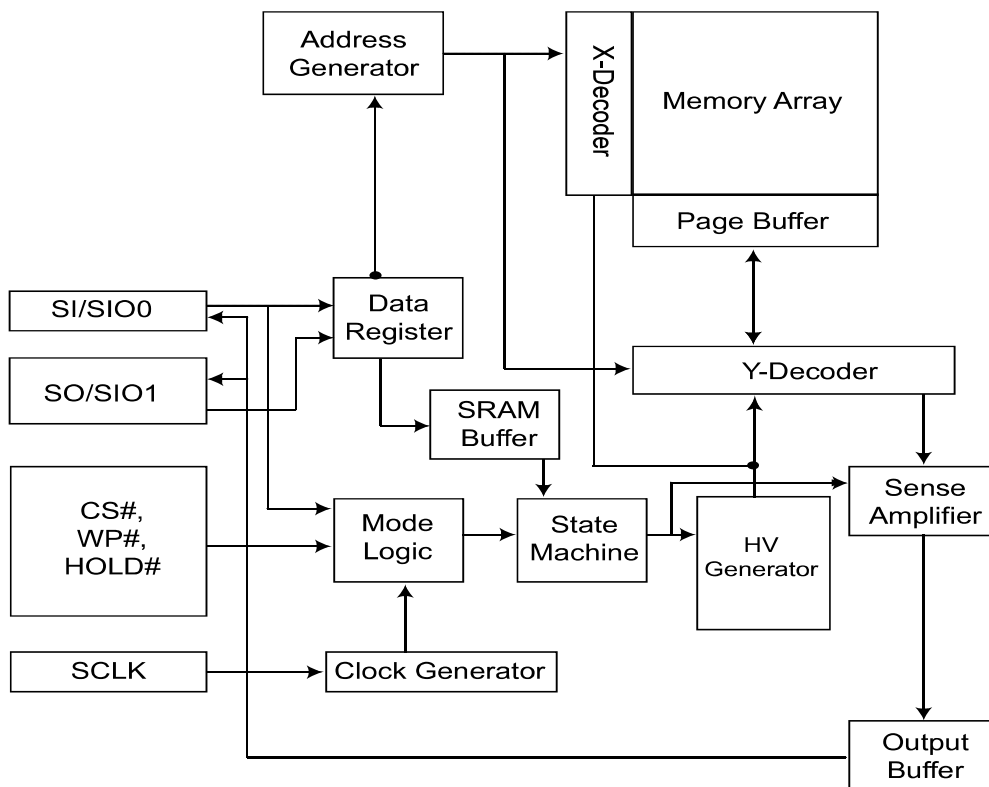 Address
Generator
X-Decoder
Memory Array
Page Buffer
SI/SIO0
Data
Register
SO/SIO1
Y-Decoder
SRAM
Buffer
CS#,
WP#,
HOLD#
Mode
Logic
State
Machine
HV
Generator
Sense
Amplifier
SCLK
Clock Generator
Output
Buffer